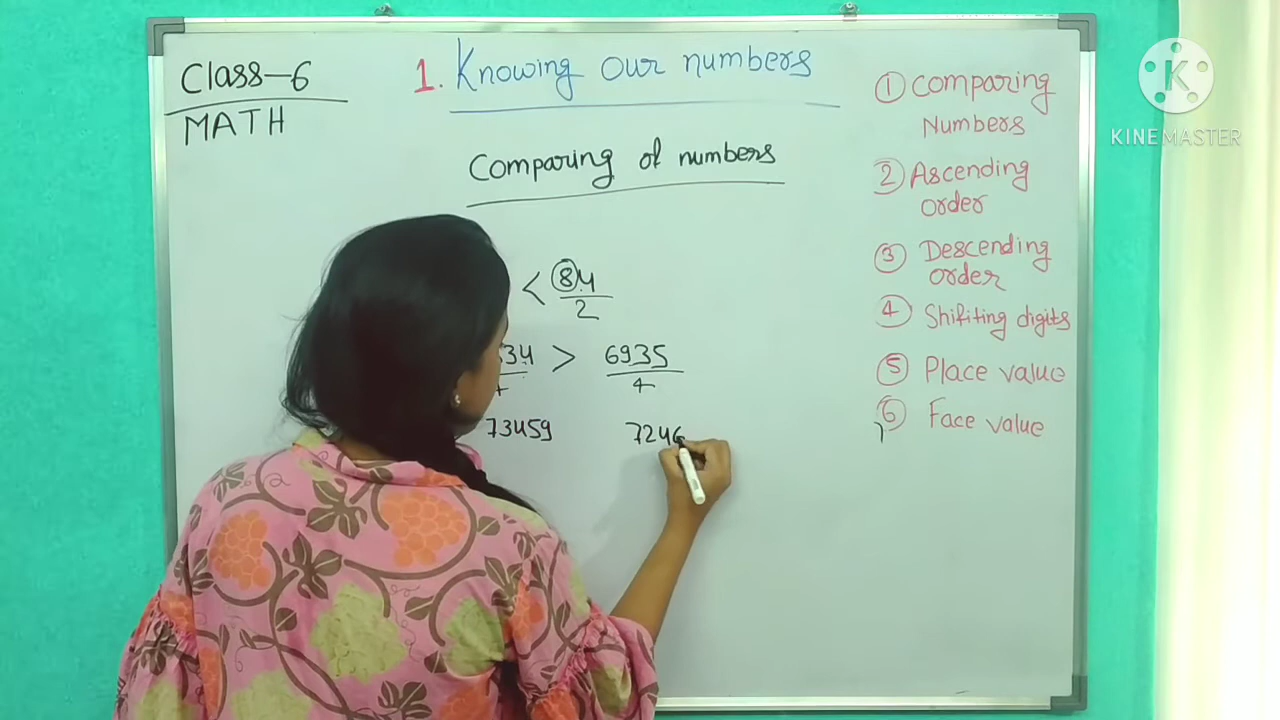 Class-6
MATH
1. Knowing our numbers
Comparing of numbers
< 84
2
34 > 6935
4
73459 7246
① Comparing
Numbers
② Ascending
order
③ Descending
order
④ Shifiting digits
⑤ Place value
⑥ Face value
K
KINEMASTER